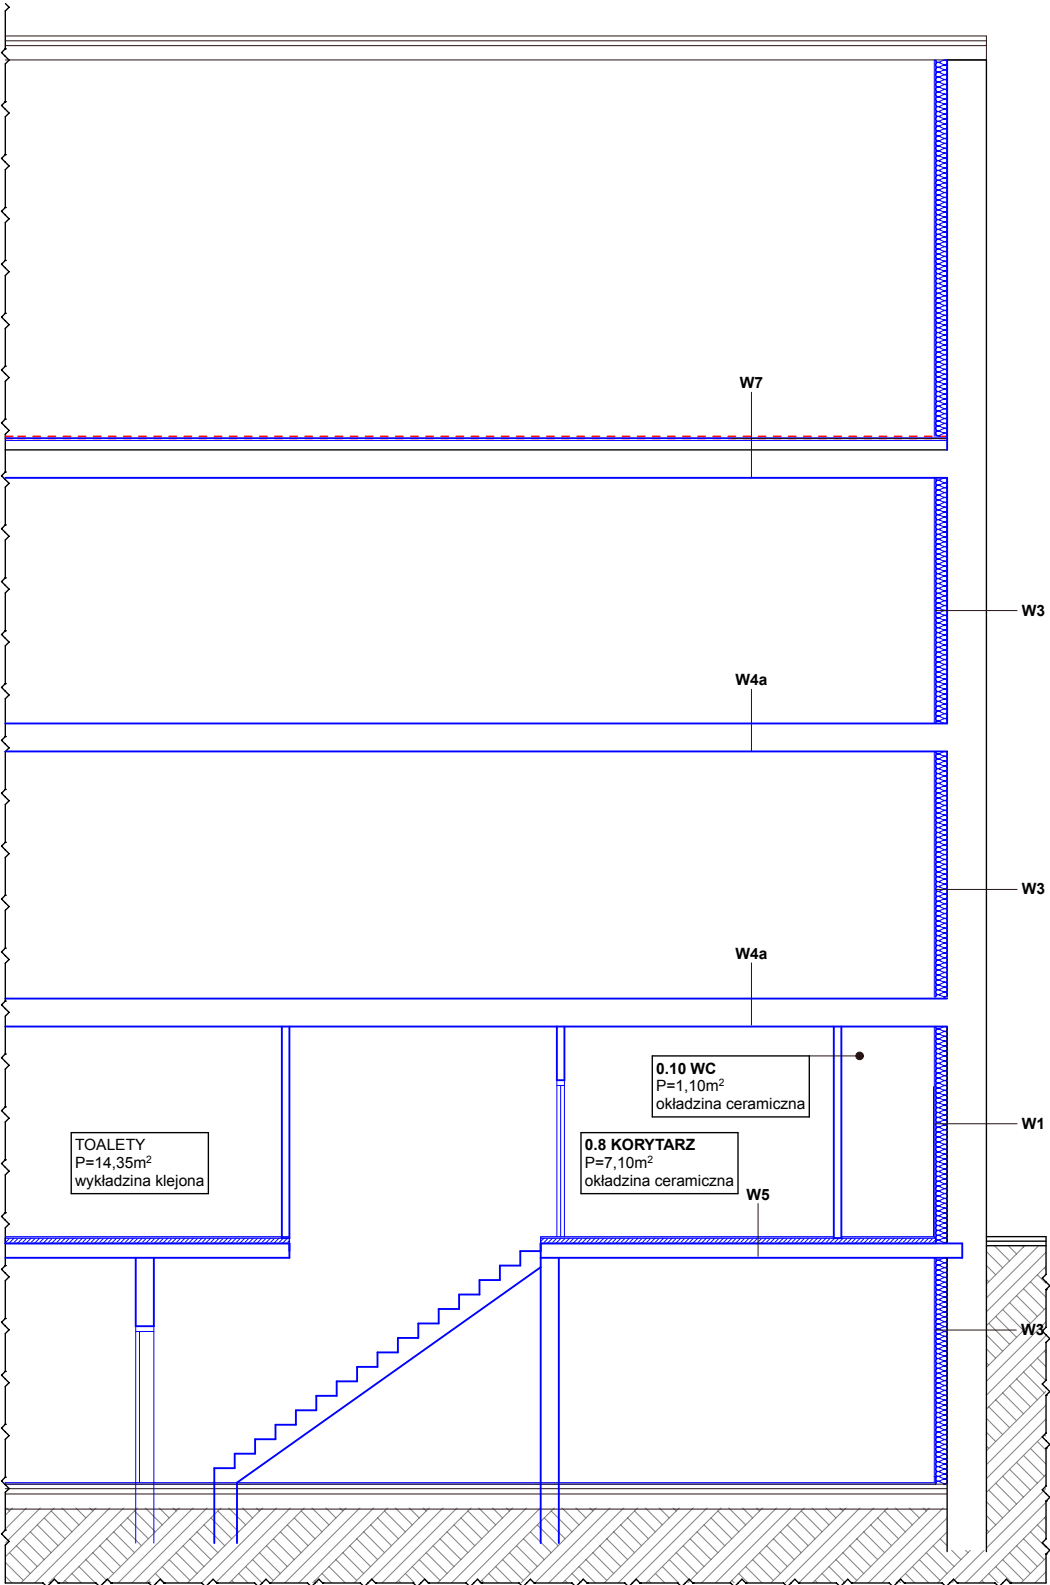 W7
W3
W4a
W3
W4a
0.10 WC
P=1,10m²
okładzina ceramiczna
W1
TOALETY
P=14,35m²
wykładzina klejona
0.8 KORYTARZ
P=7,10m²
okładzina ceramiczna
W5
W3